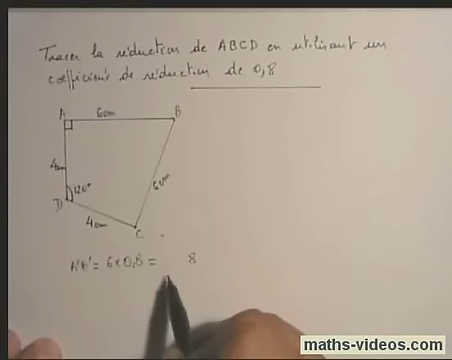 Tracer la réduction de ABCD en utilisant un
coefficient de réduction de 0,8
A 6cm B
4cm
6cm
D 120°
4cm
C
A'B' = 6 × 0,8 = 8
maths-videos.com